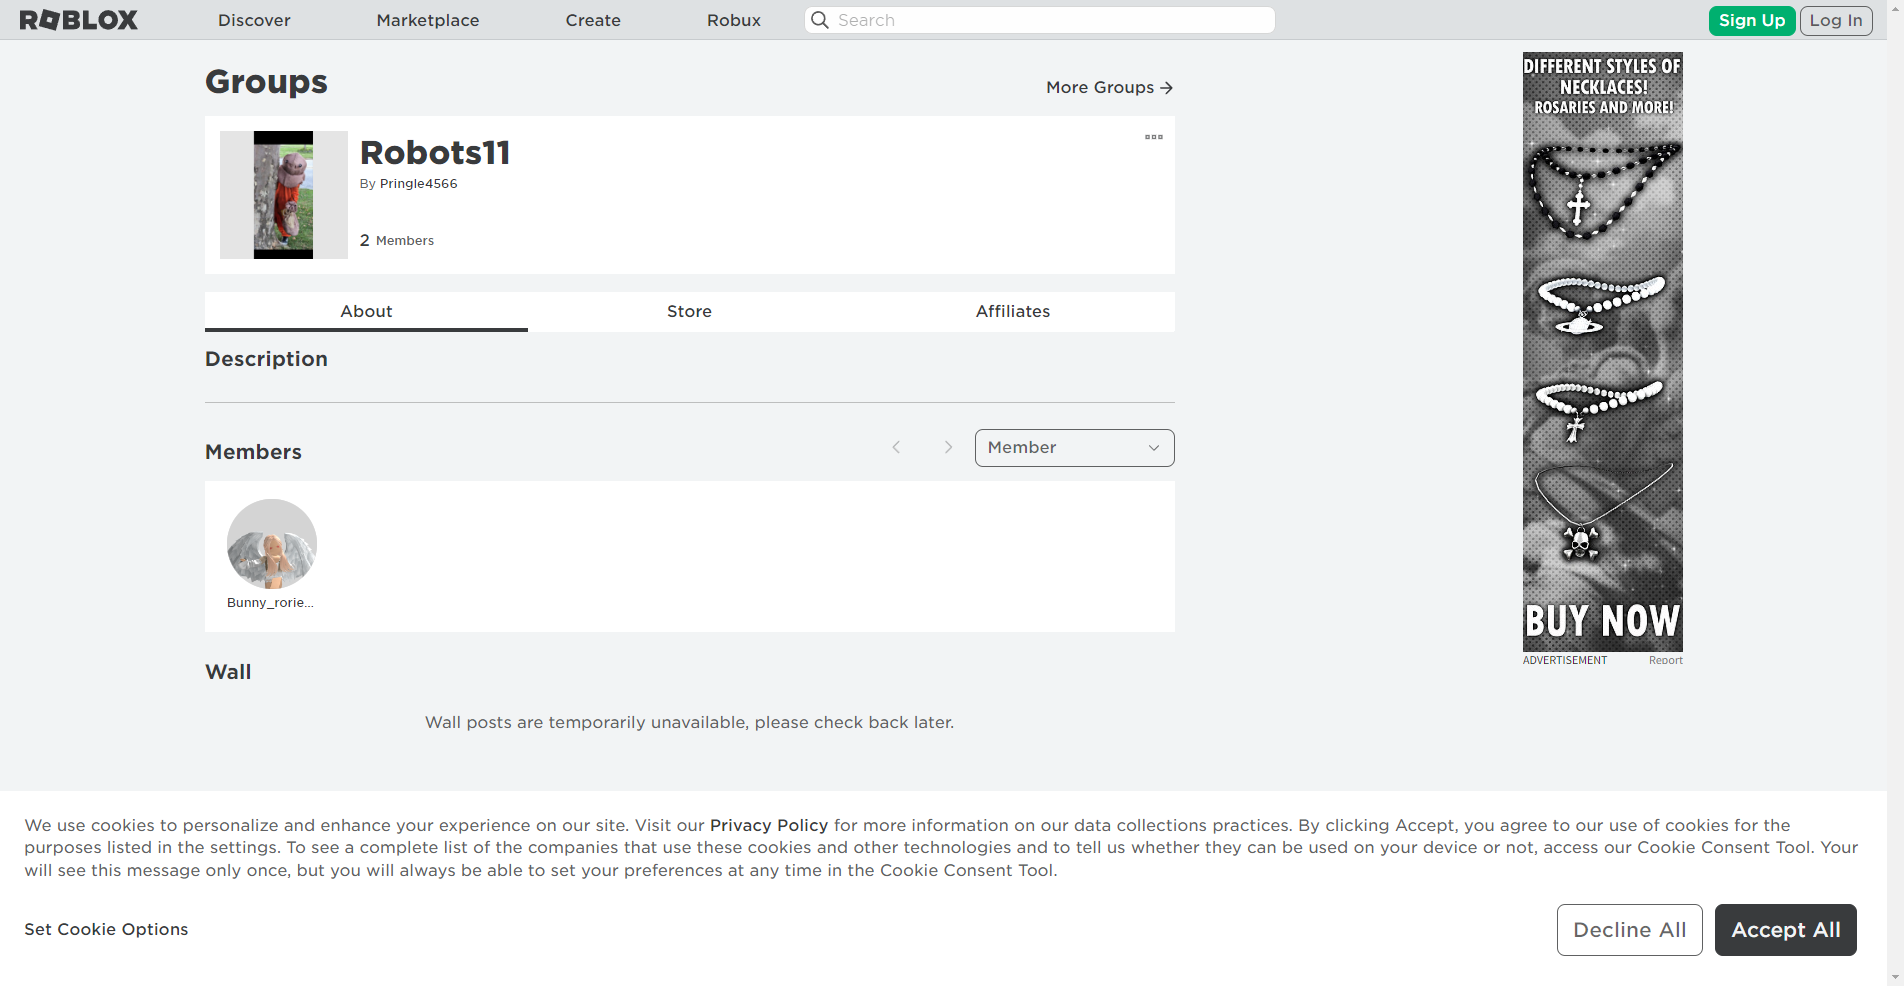 ROBLOX
Discover
Marketplace
Create
Robux
Search
Sign Up
Log In
Groups
More Groups
Robots11
By Pringle4566
2 Members
About
Store
Affiliates
Description
Members
Member
Bunny_rorie...
Wall
Wall posts are temporarily unavailable, please check back later.
DIFFERENT STYLES OF
NECKLACES!
ROSARIES AND MORE!
BUY NOW
ADVERTISEMENT
Report
We use cookies to personalize and enhance your experience on our site. Visit our Privacy Policy for more information on our data collections practices. By clicking Accept, you agree to our use of cookies for the
purposes listed in the settings. To see a complete list of the companies that use these cookies and other technologies and to tell us whether they can be used on your device or not, access our Cookie Consent Tool. Your
will see this message only once, but you will always be able to set your preferences at any time in the Cookie Consent Tool.
Set Cookie Options
Decline All
Accept All